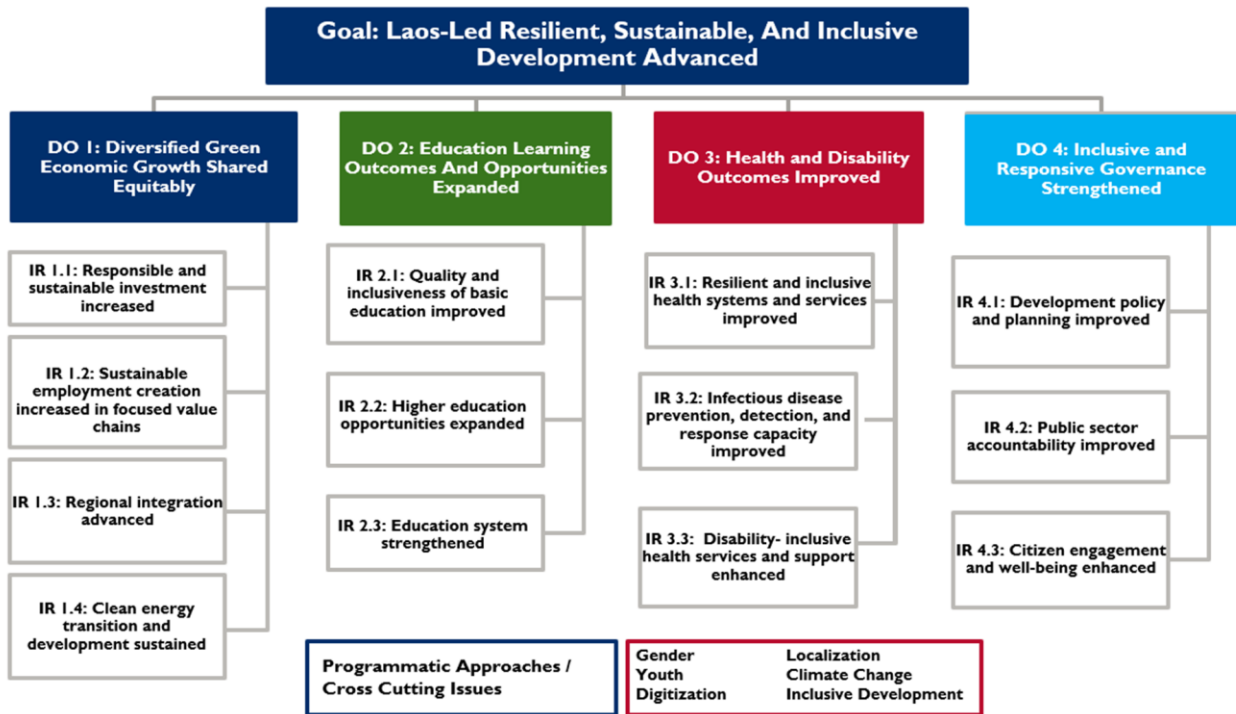 Goal: Laos-Led Resilient, Sustainable, And Inclusive
Development Advanced
DO 1: Diversified Green
Economic Growth Shared
Equitably
IR 1.1: Responsible and
sustainable investment
increased
IR 1.2: Sustainable
employment creation
increased in focused value
chains
IR 1.3: Regional integration
advanced
IR 1.4: Clean energy
transition and
development sustained
DO 2: Education Learning
Outcomes And Opportunities
Expanded
IR 2.1: Quality and
inclusiveness of basic
education improved
IR 2.2: Higher education
opportunities expanded
IR 2.3: Education system
strengthened
DO 3: Health and Disability
Outcomes Improved
IR 3.1: Resilient and inclusive
health systems and services
improved
IR 3.2: Infectious disease
prevention, detection, and
response capacity
improved
IR 3.3: Disability- inclusive
health services and support
enhanced
DO 4: Inclusive and
Responsive Governance
Strengthened
IR 4.1: Development policy
and planning improved
IR 4.2: Public sector
accountability improved
IR 4.3: Citizen engagement
and well-being enhanced
Programmatic Approaches /
Cross Cutting Issues
Gender Localization
Youth Climate Change
Digitization Inclusive Development